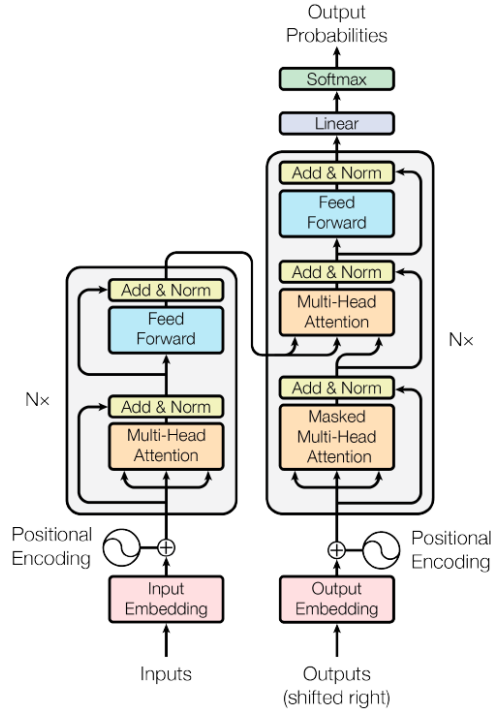 Output
Probabilities
Softmax
Linear
Add & Norm
Feed
Forward
Add & Norm
Multi-Head
Attention
Add & Norm
Masked
Multi-Head
Attention
N×
Add & Norm
Feed
Forward
Add & Norm
Multi-Head
Attention
N×
Positional
Encoding
Positional
Encoding
Input
Embedding
Output
Embedding
Inputs
Outputs
(shifted right)